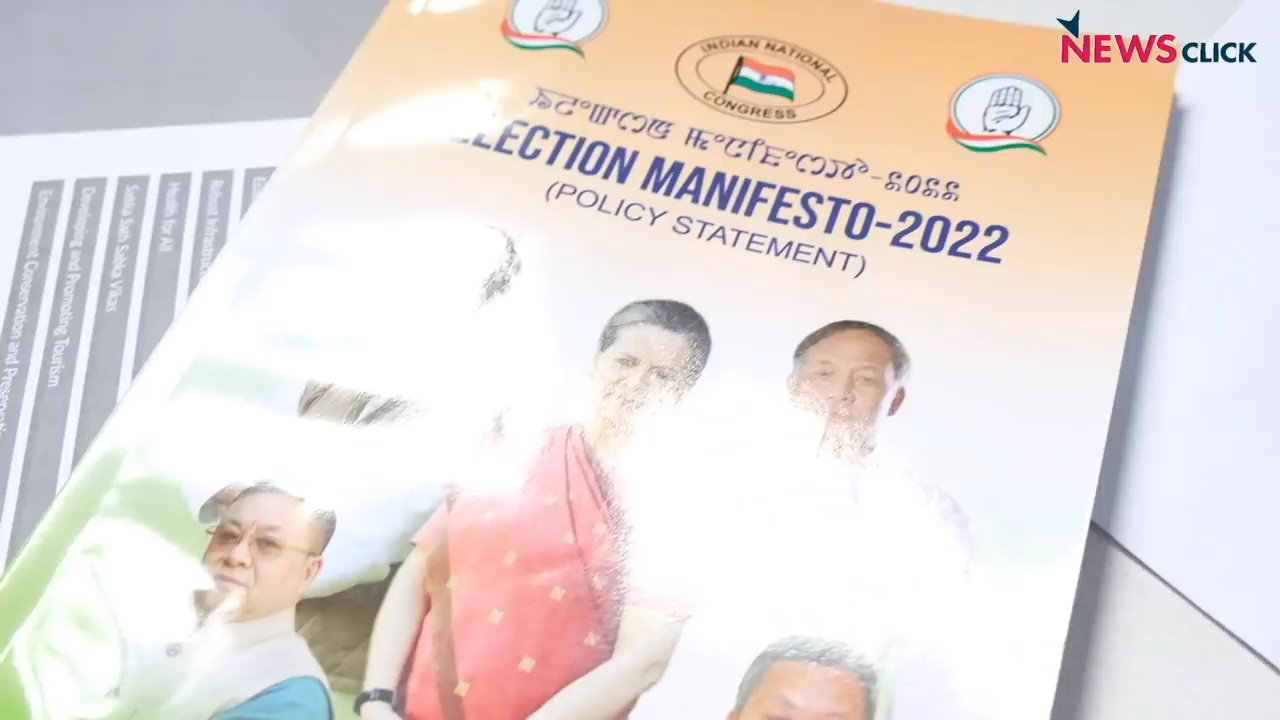 NEWSCLICK
INDIAN NATIONAL
CONGRESS
ELECTION MANIFESTO-2022
(POLICY STATEMENT)
Robust
Health for All
Sabka Sath Sabka Vikas
Developing and Promoting Tourism
Environment Conservation and